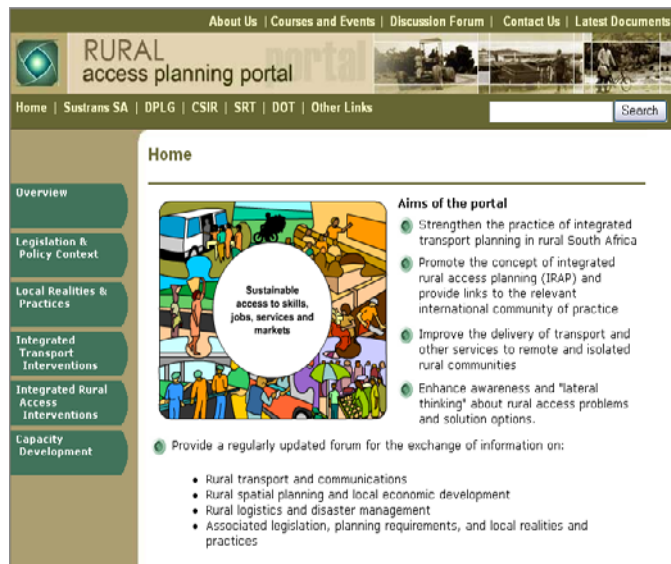 About Us | Courses and Events | Discussion Forum | Contact Us | Latest Documents
portal
RURAL
access planning portal
Home | Sustrans SA | DPLG | CSIR | SRT | DOT | Other Links
Search
Home
Overview
Legislation &
Policy Context
Local Realities &
Practices
Integrated
Transport
Interventions
Integrated Rural
Access
Interventions
Capacity
Development
Sustainable
access to skills,
jobs, services and
markets
Aims of the portal
Strengthen the practice of integrated
transport planning in rural South Africa
Promote the concept of integrated
rural access planning (IRAP) and
provide links to the relevant
international community of practice
Improve the delivery of transport and
other services to remote and isolated
rural communities
Enhance awareness and "lateral
thinking" about rural access problems
and solution options.
Provide a regularly updated forum for the exchange of information on:
• Rural transport and communications
• Rural spatial planning and local economic development
• Rural logistics and disaster management
• Associated legislation, planning requirements, and local realities and
practices